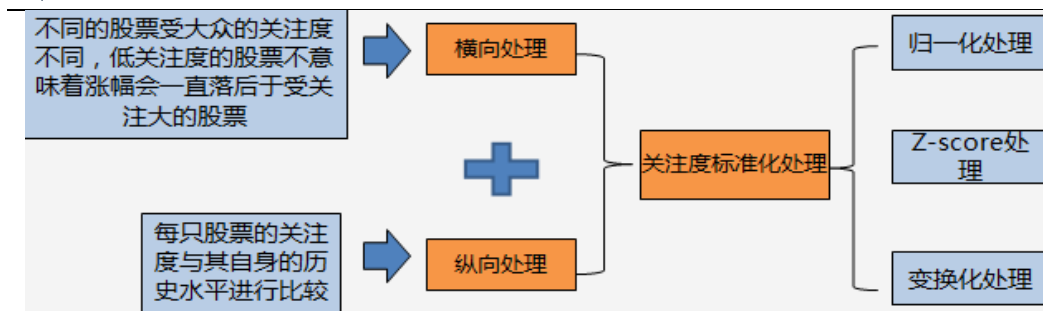 不同的股票受大众的关注度
不同，低关注度的股票不意
味着涨幅会一直落后于受关
注大的股票
横向处理
每只股票的关注
度与其自身的历
史水平进行比较
纵向处理
关注度标准化处理
归一化处理
Z-score处
理
变换化处理